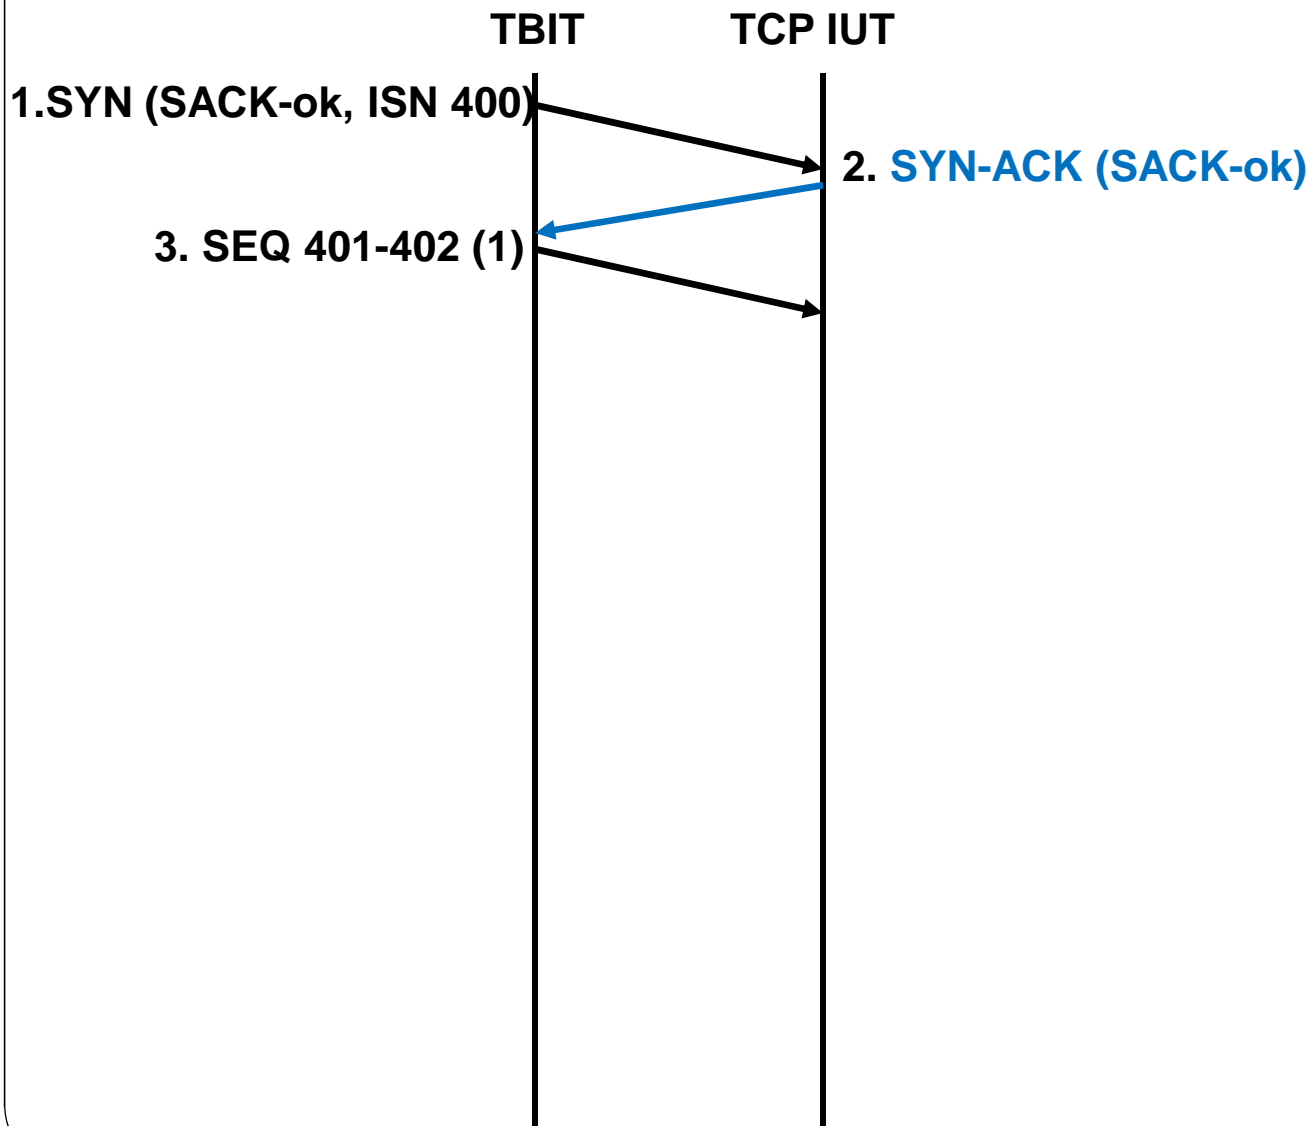 TBIT TCP IUT
1.SYN (SACK-ok, ISN 400)
2. SYN-ACK (SACK-ok)
3. SEQ 401-402 (1)